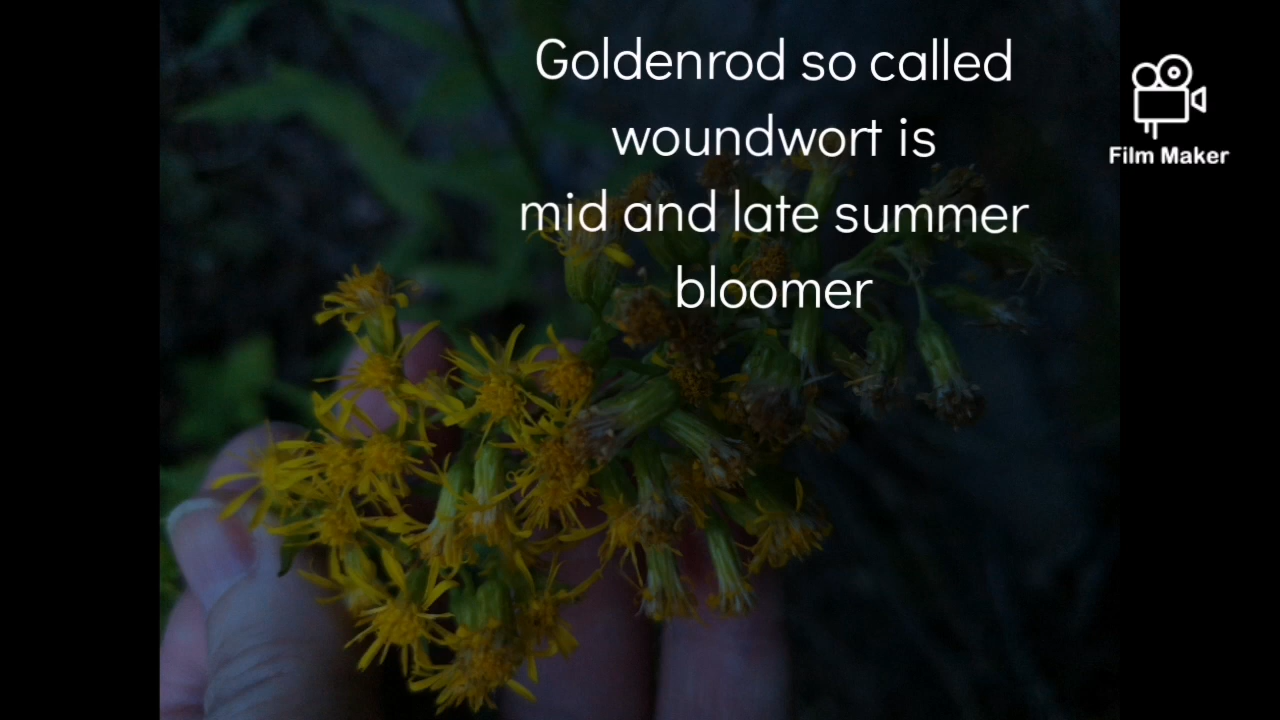 Goldenrod so called
woundwort is
mid and late summer
bloomer
Film Maker